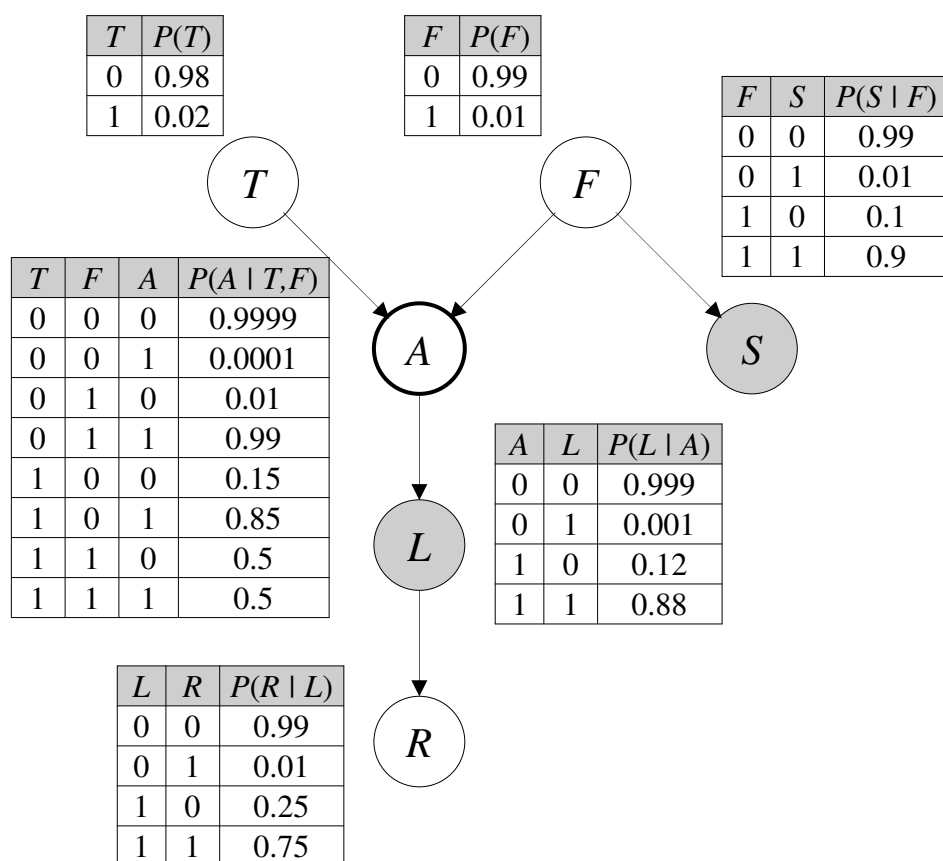 T P(T)
0 0.98
1 0.02
F P(F)
0 0.99
1 0.01
F S P(S | F)
0 0 0.99
0 1 0.01
1 0 0.1
1 1 0.9
T
F
T F A P(A | T,F)
0 0 0 0.9999
0 0 1 0.0001
0 1 0 0.01
0 1 1 0.99
1 0 0 0.15
1 0 1 0.85
1 1 0 0.5
1 1 1 0.5
A
S
A L P(L | A)
0 0 0.999
0 1 0.001
1 0 0.12
1 1 0.88
L
L R P(R | L)
0 0 0.99
0 1 0.01
1 0 0.25
1 1 0.75
R